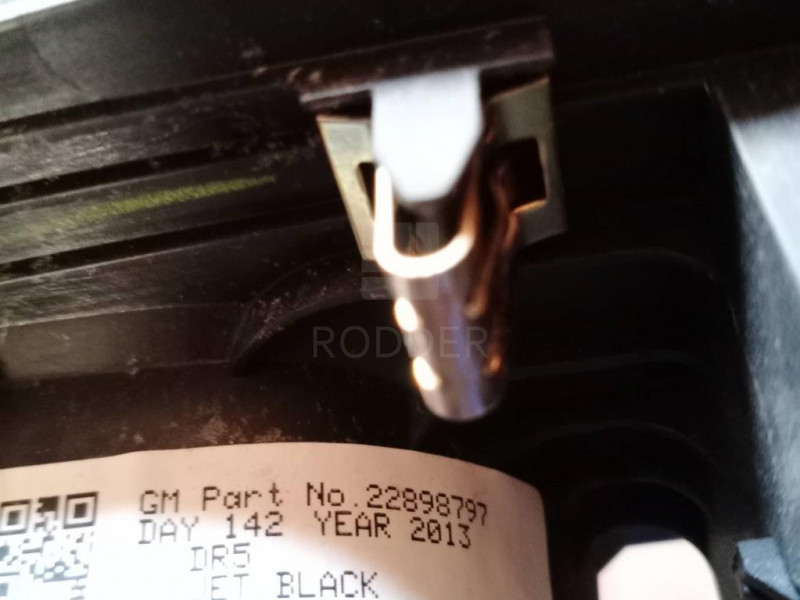 RODDER
GM Part No.22898797
DAY 142 YEAR 2013
DR5
JET BLACK